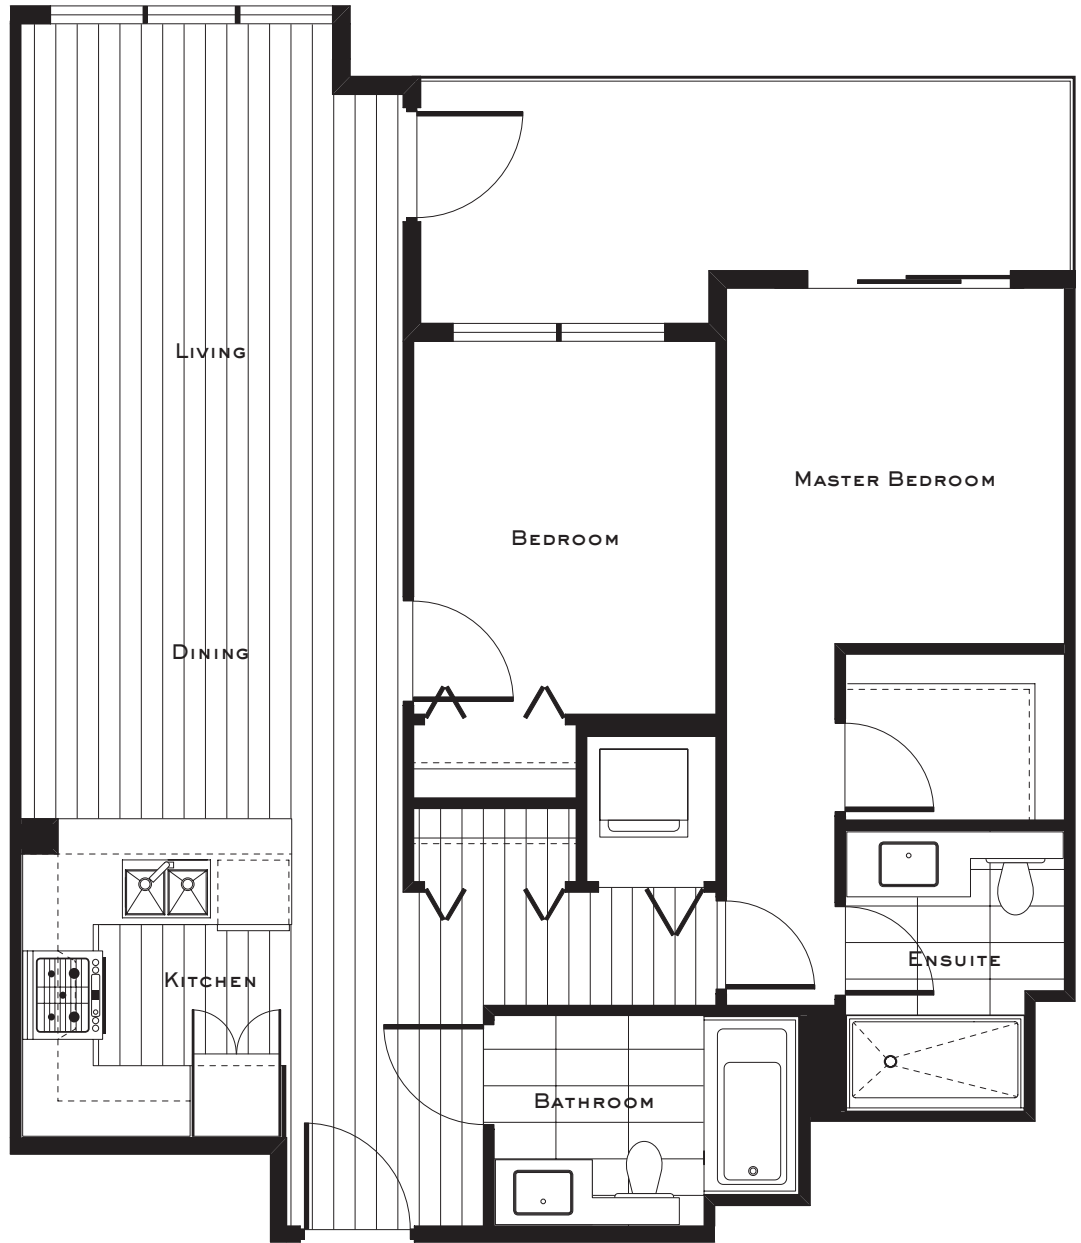 Living
Master Bedroom
Bedroom
Dining
Ensuite
Kitchen
Bathroom